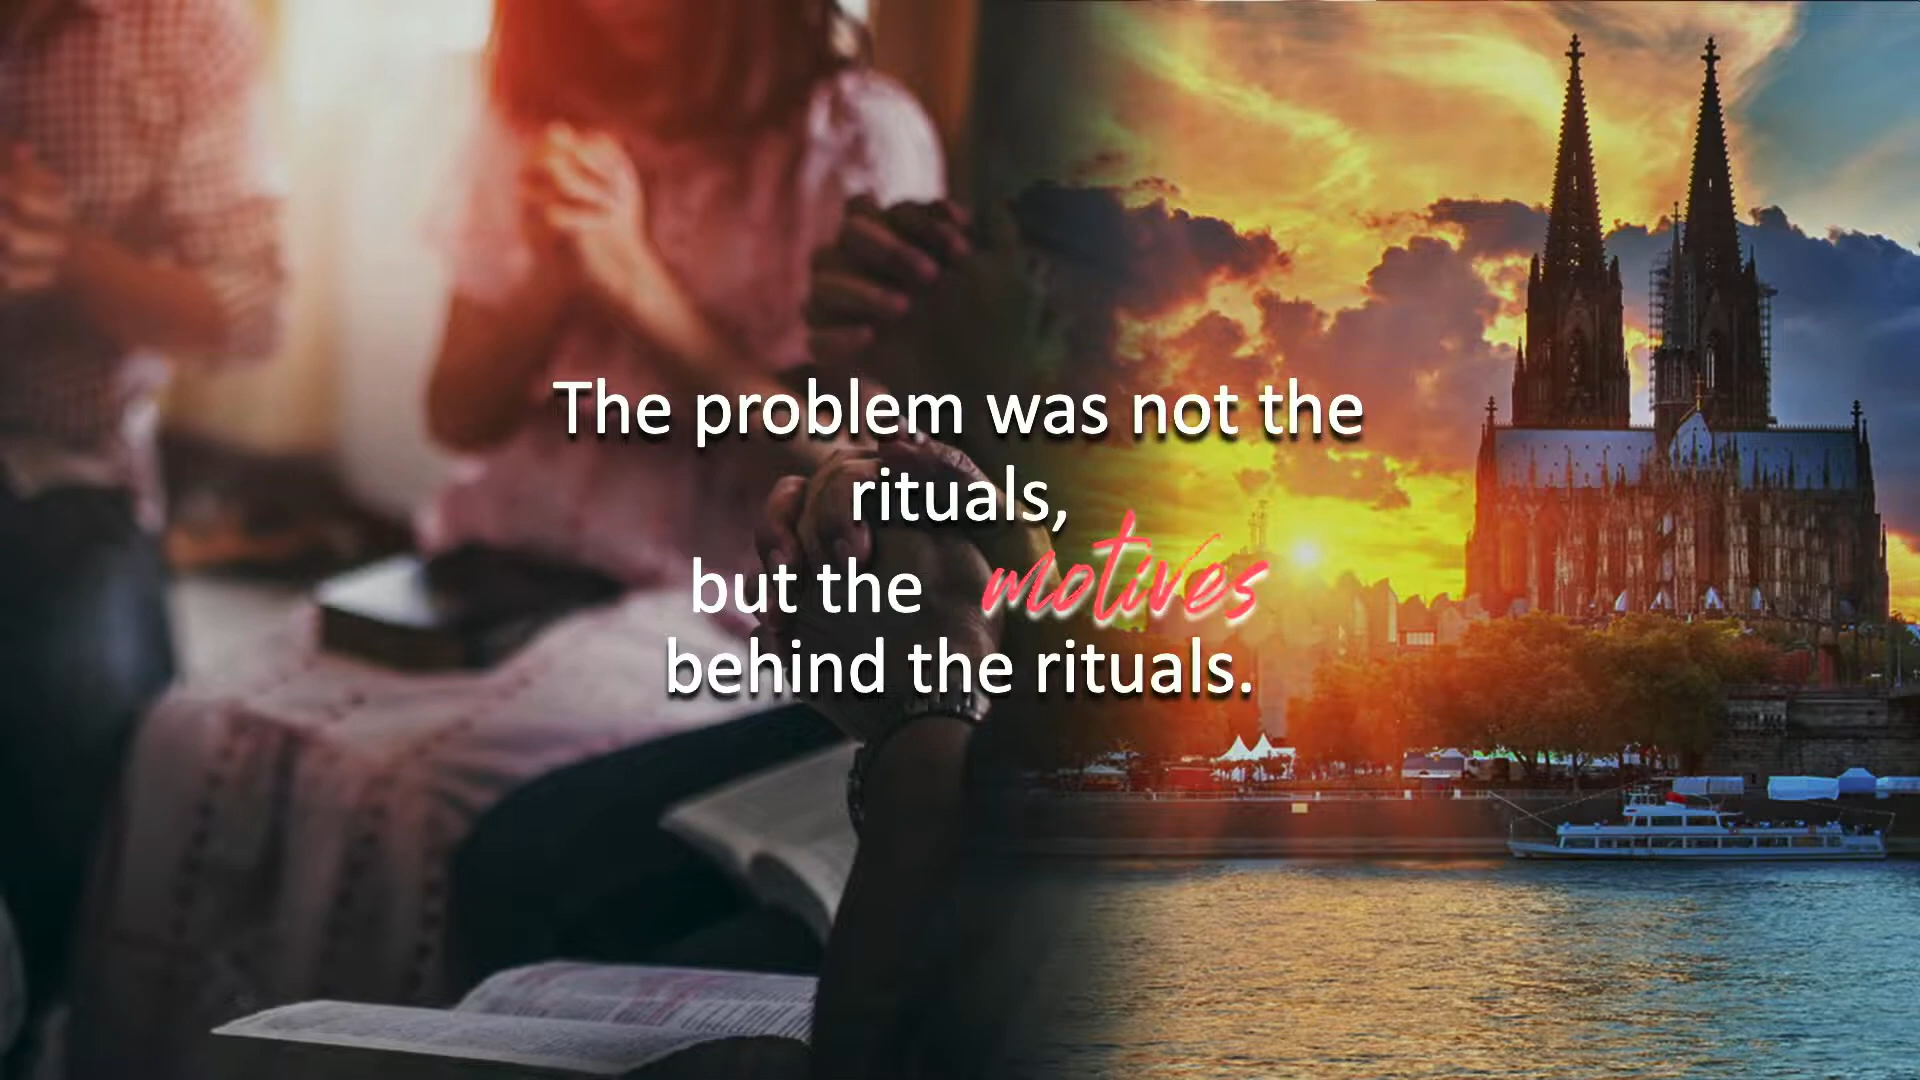 The problem was not the
rituals,
but the motives
behind the rituals.